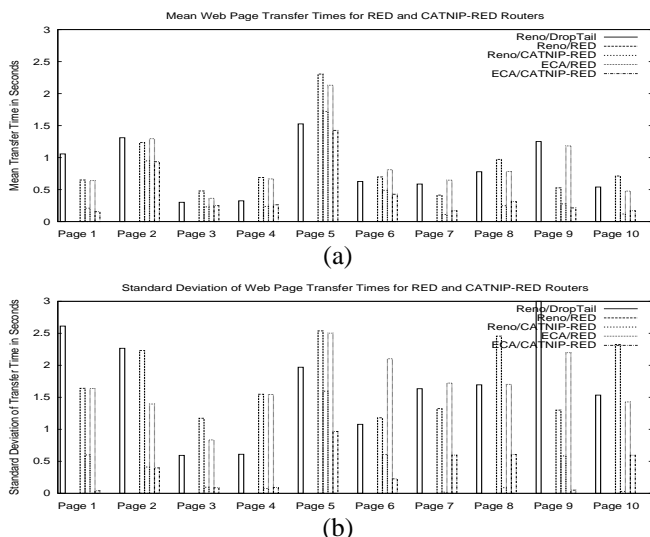 Mean Web Page Transfer Times for RED and CATNIP-RED Routers
Reno/DropTail
Reno/RED
Reno/CATNIP-RED
ECA/RED
ECA/CATNIP-RED
Mean Transfer Time in Seconds
3
2.5
2
1.5
1
0.5
0
Page 1 Page 2 Page 3 Page 4 Page 5 Page 6 Page 7 Page 8 Page 9 Page 10
(a)
Standard Deviation of Web Page Transfer Times for RED and CATNIP-RED Routers
Reno/DropTail
Reno/RED
Reno/CATNIP-RED
ECA/RED
ECA/CATNIP-RED
Standard Deviation of Transfer Time in Seconds
3
2.5
2
1.5
1
0.5
0
Page 1 Page 2 Page 3 Page 4 Page 5 Page 6 Page 7 Page 8 Page 9 Page 10
(b)